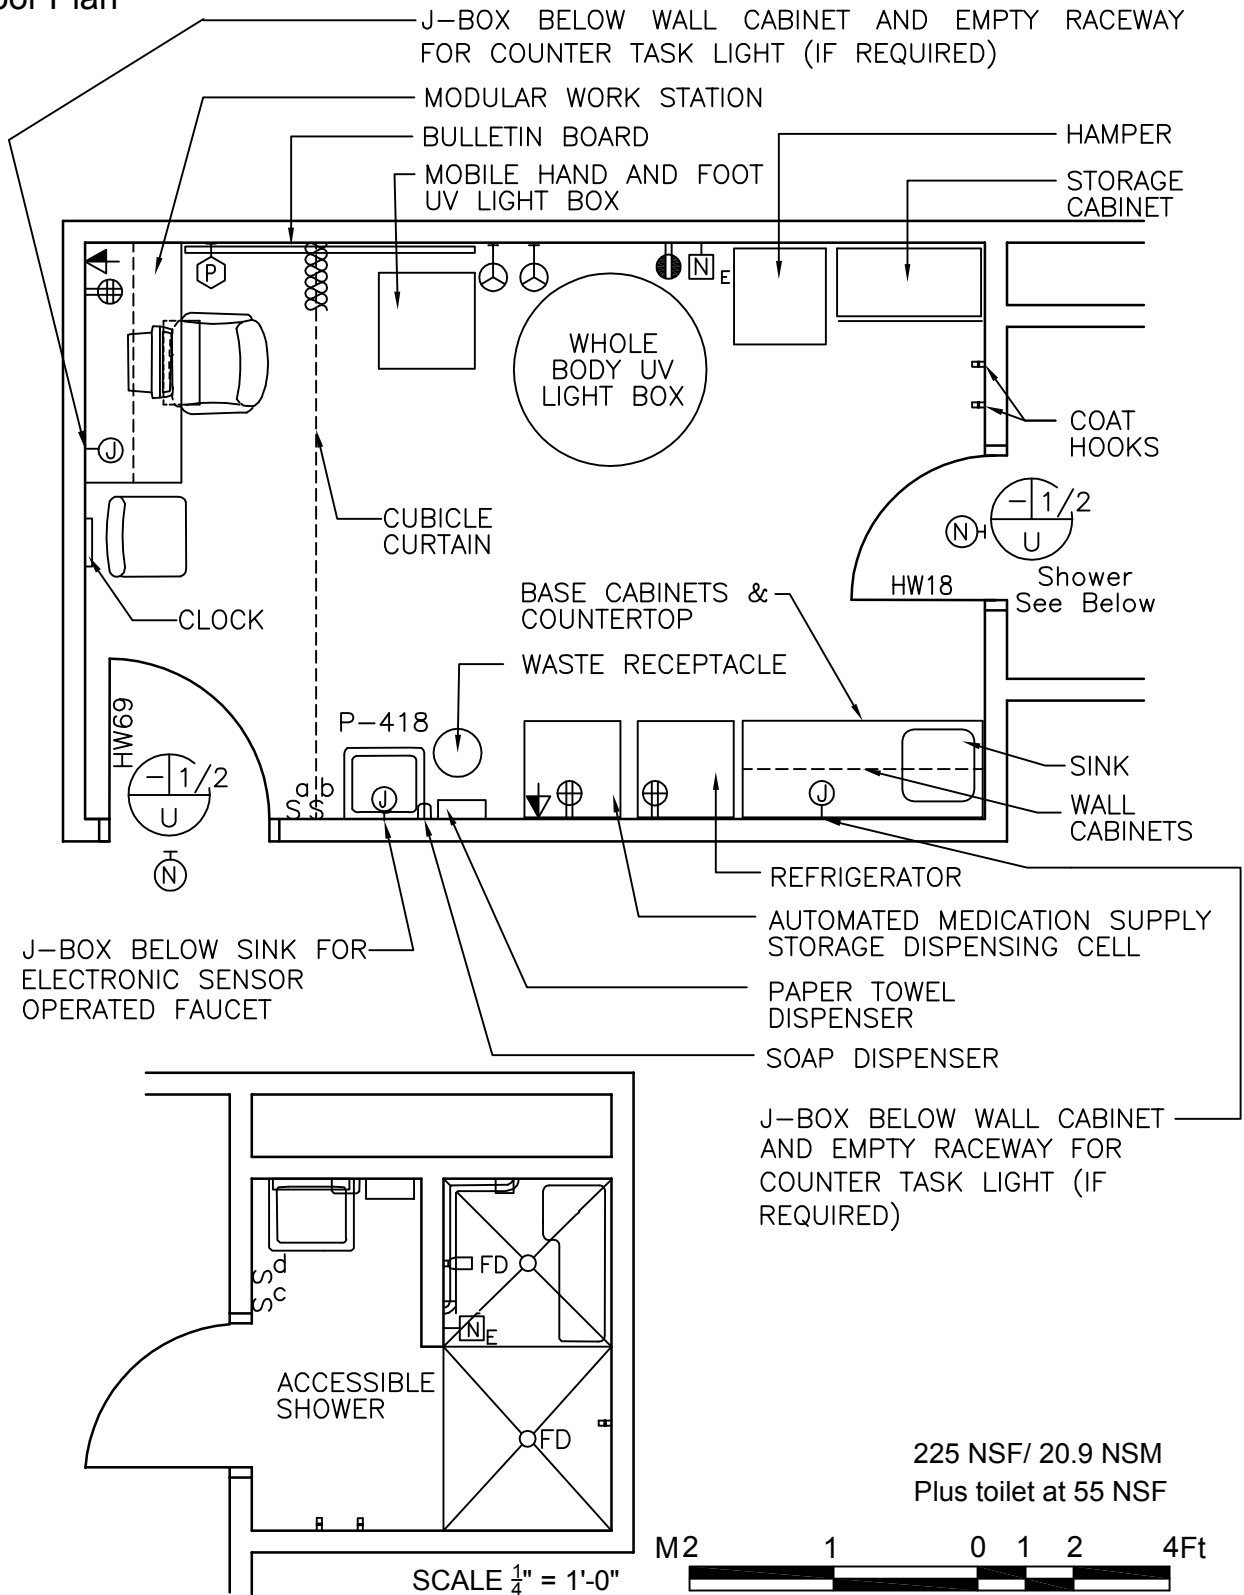 J-BOX BELOW WALL CABINET AND EMPTY RACEWAY
FOR COUNTER TASK LIGHT (IF REQUIRED)
MODULAR WORK STATION
BULLETIN BOARD
MOBILE HAND AND FOOT
UV LIGHT BOX
HAMPER
STORAGE
CABINET
P
N
E
WHOLE
BODY UV
LIGHT BOX
J
COAT
HOOKS
CUBICLE
CURTAIN
- 1/2
U
N
HW18
Shower
See Below
CLOCK
BASE CABINETS &
COUNTERTOP
WASTE RECEPTACLE
HW69
P-418
- 1/2
U
N
a b
S S
J
J
SINK
WALL
CABINETS
REFRIGERATOR
AUTOMATED MEDICATION SUPPLY
STORAGE DISPENSING CELL
J-BOX BELOW SINK FOR
ELECTRONIC SENSOR
OPERATED FAUCET
PAPER TOWEL
DISPENSER
SOAP DISPENSER
J-BOX BELOW WALL CABINET
AND EMPTY RACEWAY FOR
COUNTER TASK LIGHT (IF
REQUIRED)
Sd
Sc
FD
N
E
ACCESSIBLE
SHOWER
FD
225 NSF/ 20.9 NSM
Plus toilet at 55 NSF
M2 1 0 1 2 4Ft
SCALE 1/4" = 1'-0"